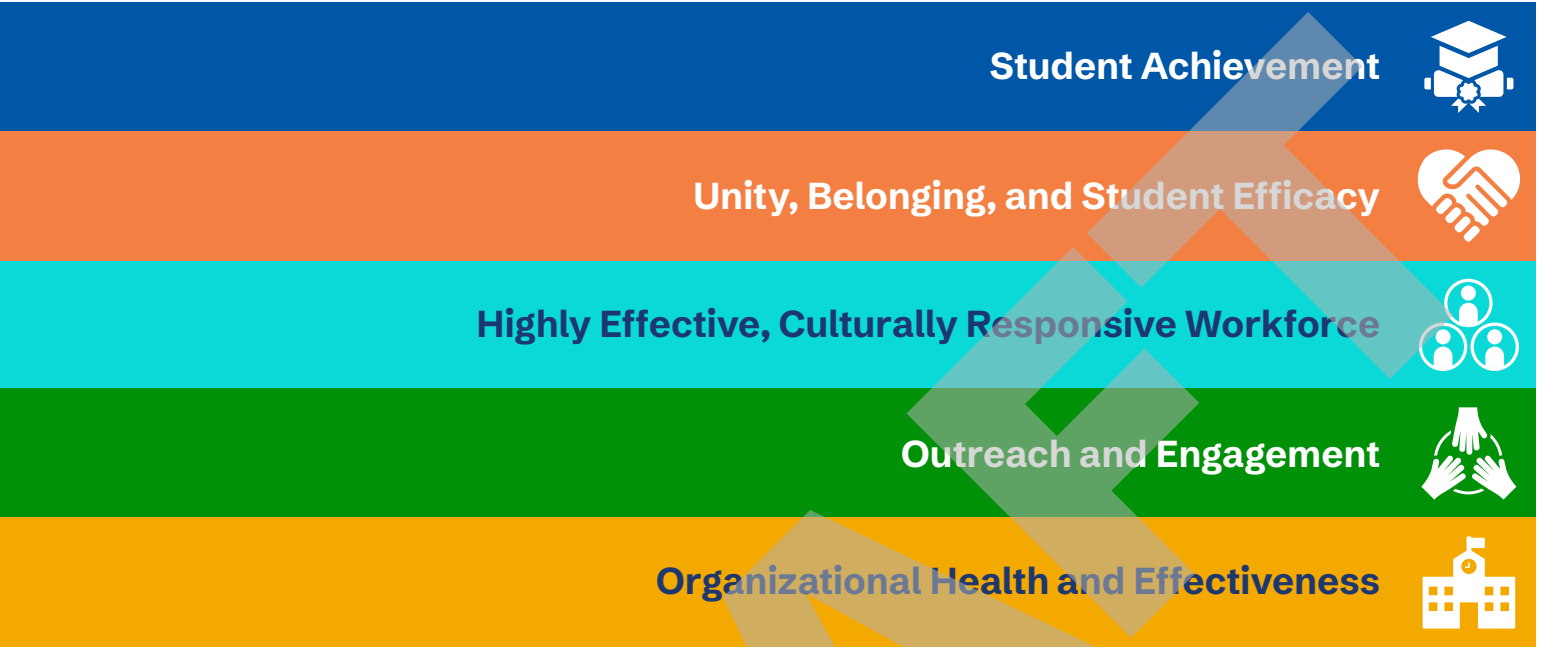 Student Achievement
Unity, Belonging, and Student Efficacy
Highly Effective, Culturally Responsive Workforce
Outreach and Engagement
Organizational Health and Effectiveness